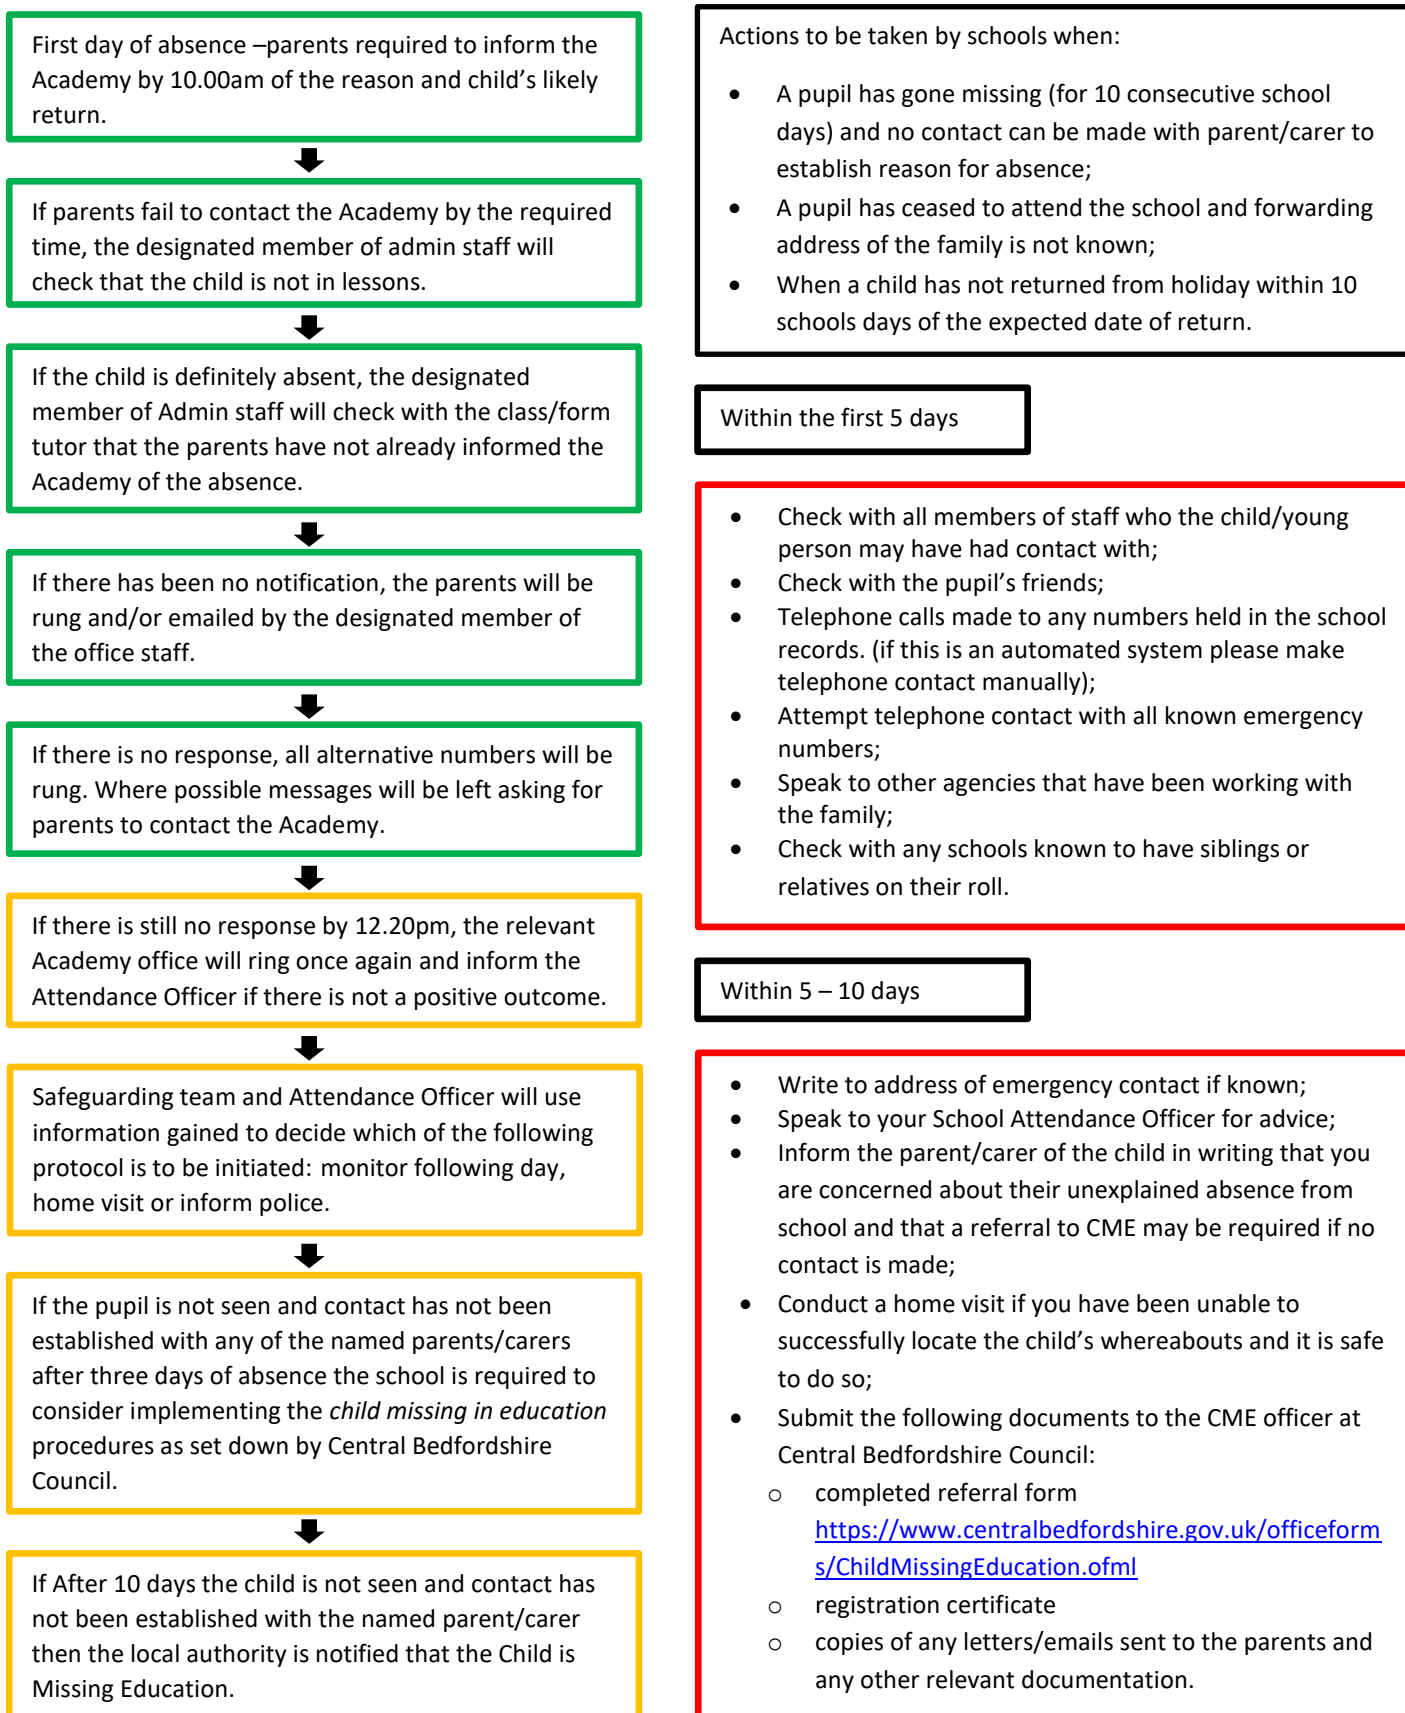 First day of absence –parents required to inform the
Academy by 10.00am of the reason and child’s likely
return.
If parents fail to contact the Academy by the required
time, the designated member of admin staff will
check that the child is not in lessons.
If the child is definitely absent, the designated
member of Admin staff will check with the class/form
tutor that the parents have not already informed the
Academy of the absence.
If there has been no notification, the parents will be
rung and/or emailed by the designated member of
the office staff.
If there is no response, all alternative numbers will be
rung. Where possible messages will be left asking for
parents to contact the Academy.
If there is still no response by 12.20pm, the relevant
Academy office will ring once again and inform the
Attendance Officer if there is not a positive outcome.
Safeguarding team and Attendance Officer will use
information gained to decide which of the following
protocol is to be initiated: monitor following day,
home visit or inform police.
If the pupil is not seen and contact has not been
established with any of the named parents/carers
after three days of absence the school is required to
consider implementing the child missing in education
procedures as set down by Central Bedfordshire
Council.
If After 10 days the child is not seen and contact has
not been established with the named parent/carer
then the local authority is notified that the Child is
Missing Education.
Actions to be taken by schools when:
• A pupil has gone missing (for 10 consecutive school
days) and no contact can be made with parent/carer to
establish reason for absence;
• A pupil has ceased to attend the school and forwarding
address of the family is not known;
• When a child has not returned from holiday within 10
schools days of the expected date of return.
Within the first 5 days
• Check with all members of staff who the child/young
person may have had contact with;
• Check with the pupil’s friends;
• Telephone calls made to any numbers held in the school
records. (if this is an automated system please make
telephone contact manually);
• Attempt telephone contact with all known emergency
numbers;
• Speak to other agencies that have been working with
the family;
• Check with any schools known to have siblings or
relatives on their roll.
Within 5 – 10 days
• Write to address of emergency contact if known;
• Speak to your School Attendance Officer for advice;
• Inform the parent/carer of the child in writing that you
are concerned about their unexplained absence from
school and that a referral to CME may be required if no
contact is made;
• Conduct a home visit if you have been unable to
successfully locate the child’s whereabouts and it is safe
to do so;
• Submit the following documents to the CME officer at
Central Bedfordshire Council:
o completed referral form
https://www.centralbedfordshire.gov.uk/officeform
s/ChildMissingEducation.ofml
o registration certificate
o copies of any letters/emails sent to the parents and
any other relevant documentation.